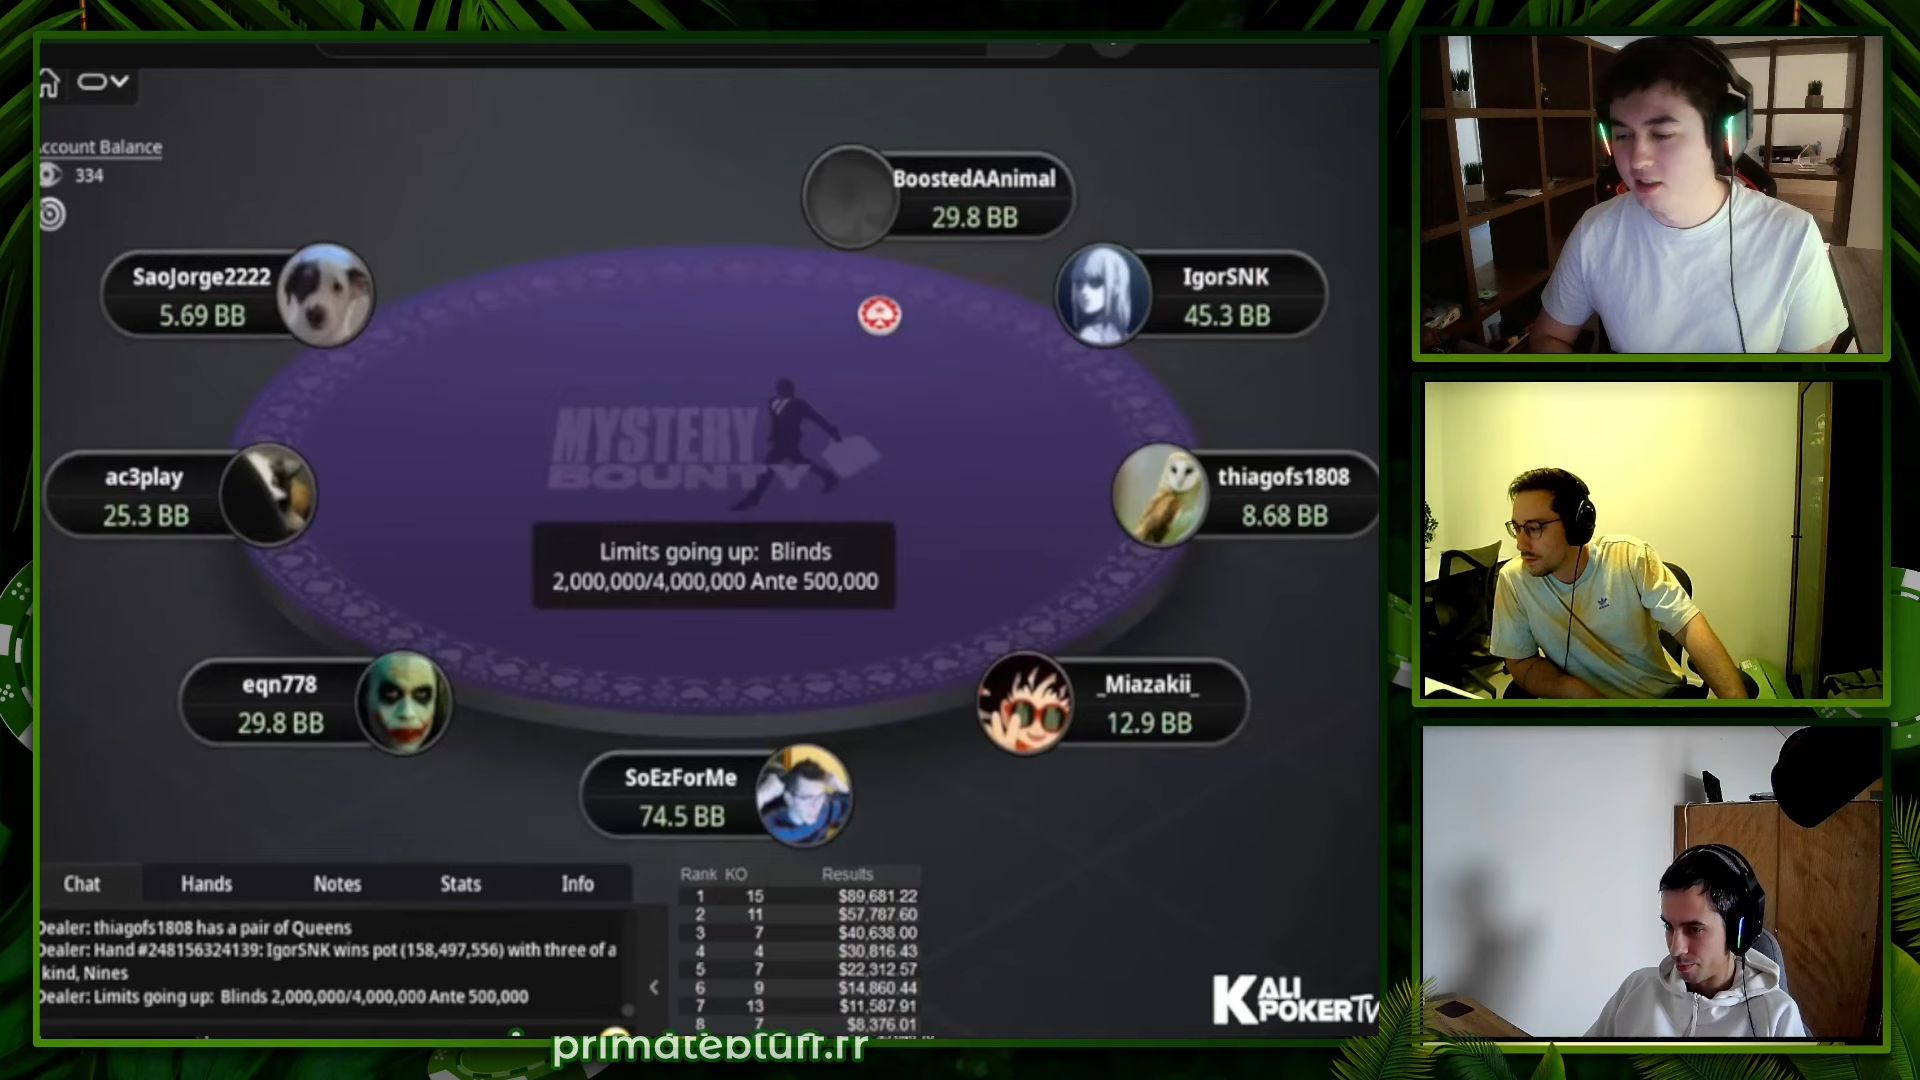 Account Balance
334
BoostedAAnimal
29.8 BB
SaoJorge2222
5.69 BB
IgorSNK
45.3 BB
MYSTERY
BOUNTY
ac3play
25.3 BB
thiagofs1808
8.68 BB
Limits going up: Blinds
2,000,000/4,000,000 Ante 500,000
eqn778
29.8 BB
_Miazakii_
12.9 BB
SoEzForMe
74.5 BB
Chat Hands Notes Stats Info
Dealer: thiagofs1808 has a pair of Queens
Dealer: Hand #248156324139: IgorSNK wins pot (158,497,556) with three of a
kind, Nines
Dealer: Limits going up: Blinds 2,000,000/4,000,000 Ante 500,000
Rank KO Results
1 15 $89,681.22
2 11 $57,787.60
3 7 $40,638.00
4 4 $30,816.43
5 7 $22,312.57
6 9 $14,860.44
7 13 $11,587.91
8 7 $8,376.01
KALI
POKER TV
primatebluff.fr